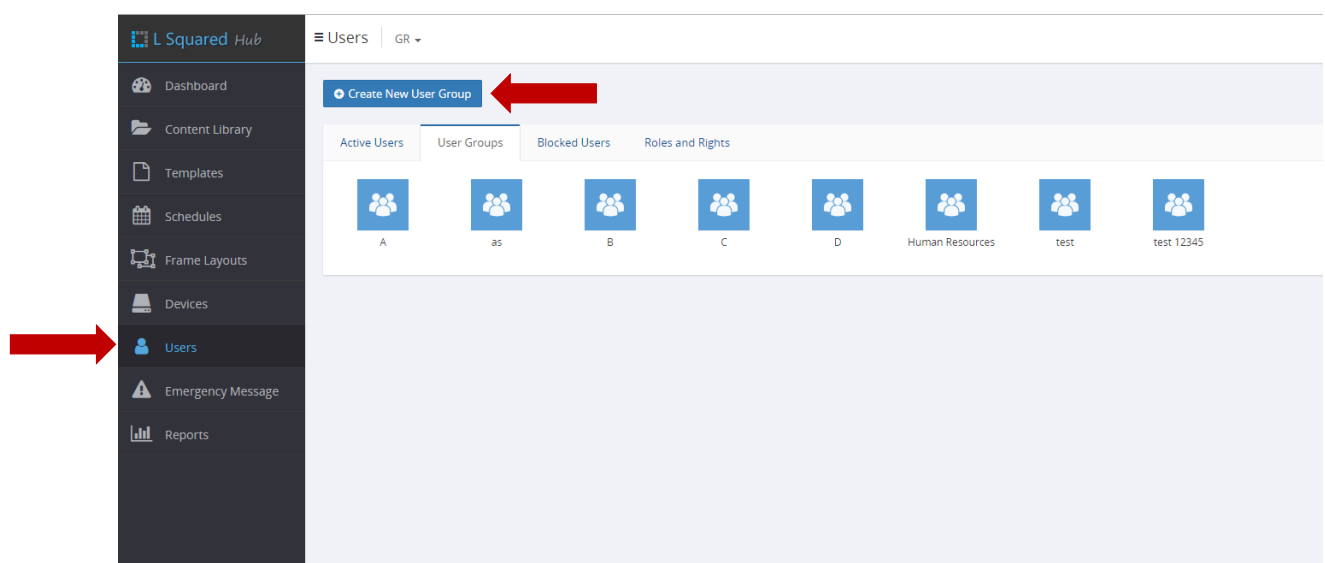 L Squared Hub
Users GR
Dashboard
Content Library
Templates
Schedules
Frame Layouts
Devices
Users
Emergency Message
Reports
Create New User Group
Active Users User Groups Blocked Users Roles and Rights
A as B C D Human Resources test test 12345